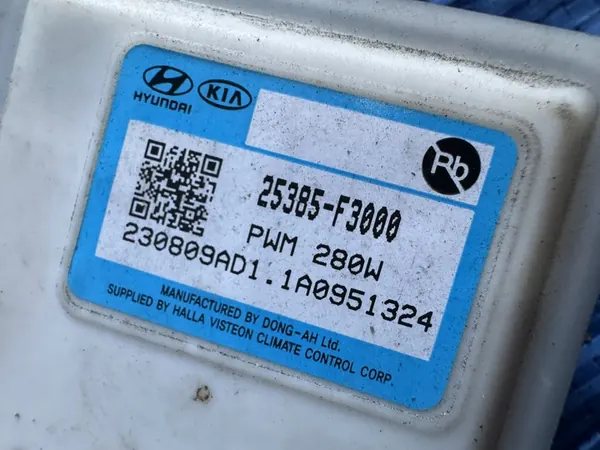 HYUNDAI KIA
Pb
25385-F3000
PWM 280W
230809AD1.1A0951324
MANUFACTURED BY DONG-AH Ltd.
SUPPLIED BY HALLA VISTEON CLIMATE CONTROL CORP